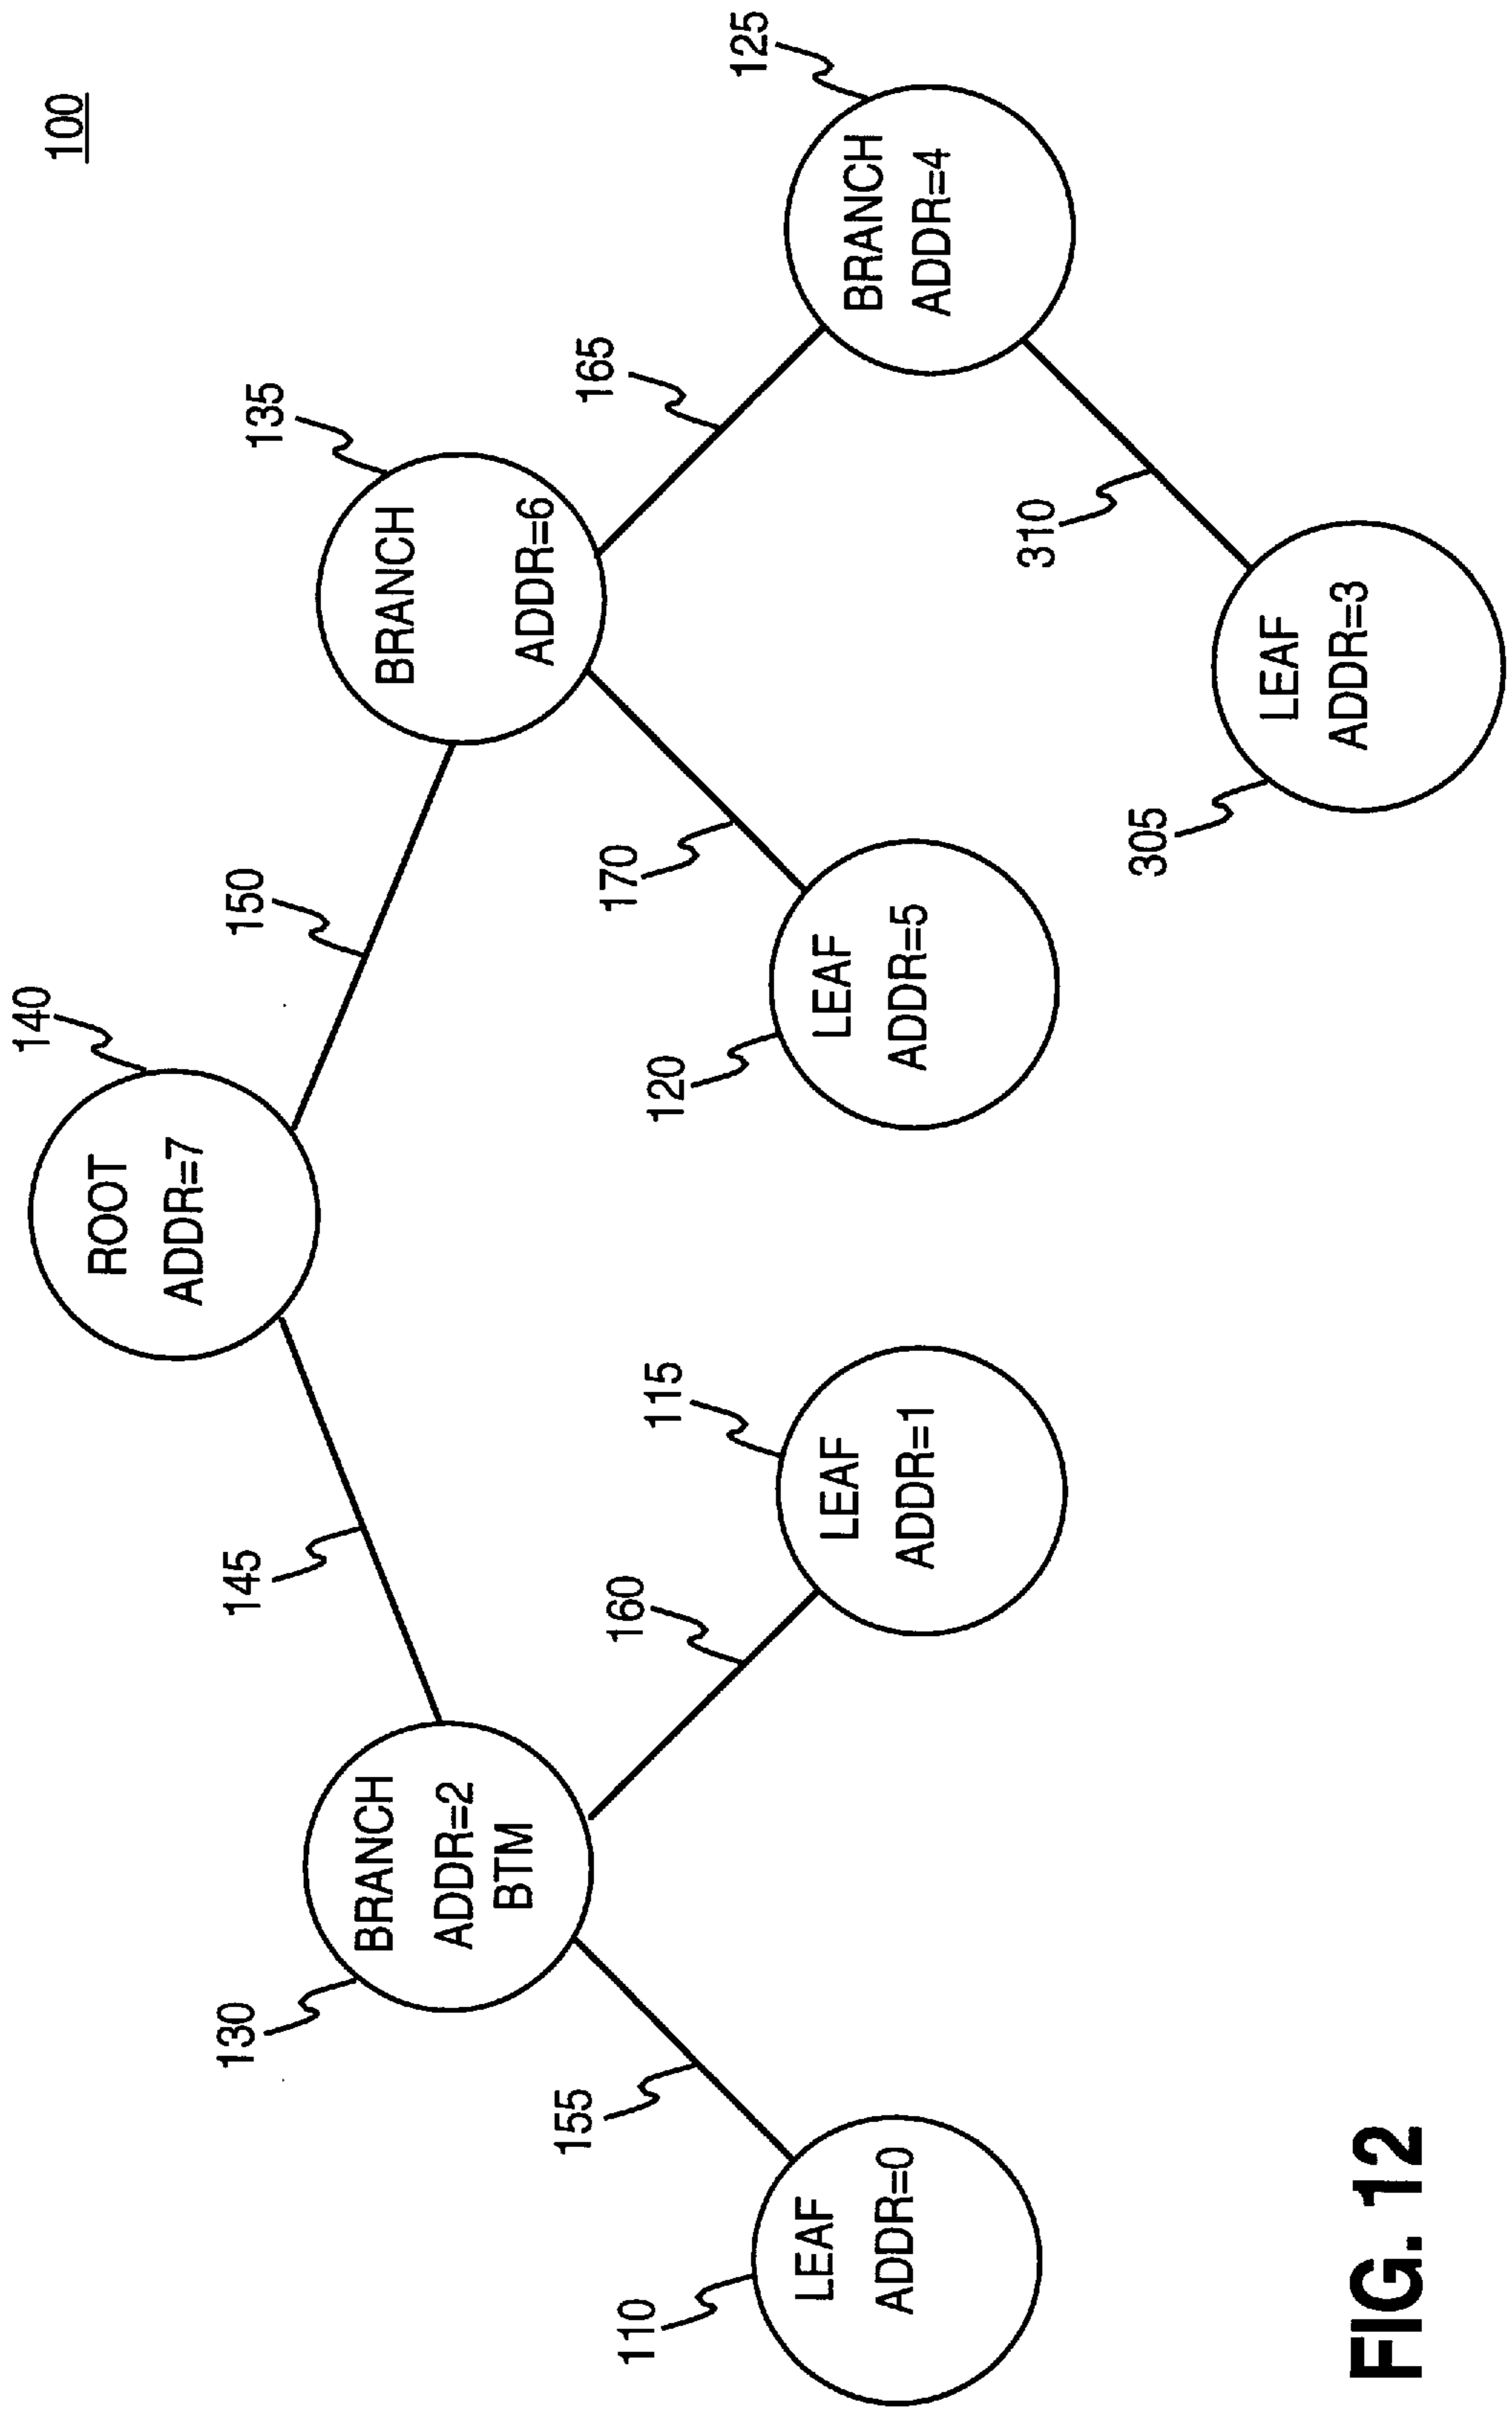 100
140
ROOT
ADDR=7
145
150
130
BRANCH
ADDR=2
BTM
135
BRANCH
ADDR=6
155
160
170
165
110
LEAF
ADDR=0
115
LEAF
ADDR=1
120
LEAF
ADDR=5
125
BRANCH
ADDR=4
310
305
LEAF
ADDR=3
FIG. 12